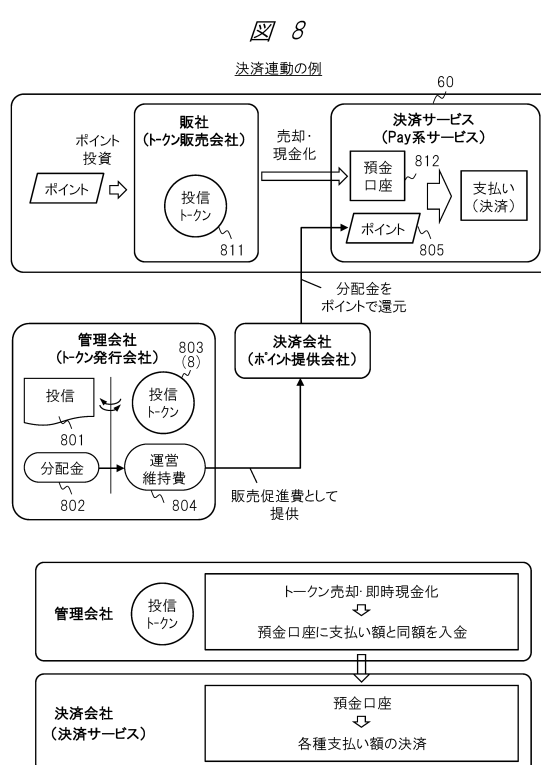 図 8
決済連動の例
60
販社
(トークン販売会社)
決済サービス
(Pay系サービス)
ポイント
投資
ポイント
投信
トークン
811
売却・
現金化
預金
口座
812
支払い
(決済)
ポイント
805
分配金を
ポイントで還元
管理会社
(トークン発行会社)
803
(8)
投信
801
投信
トークン
分配金
802
運営
維持費
804
決済会社
(ポイント提供会社)
販売促進費として
提供
管理会社
投信
トークン
トークン売却・即時現金化
預金口座に支払い額と同額を入金
決済会社
(決済サービス)
預金口座
各種支払い額の決済